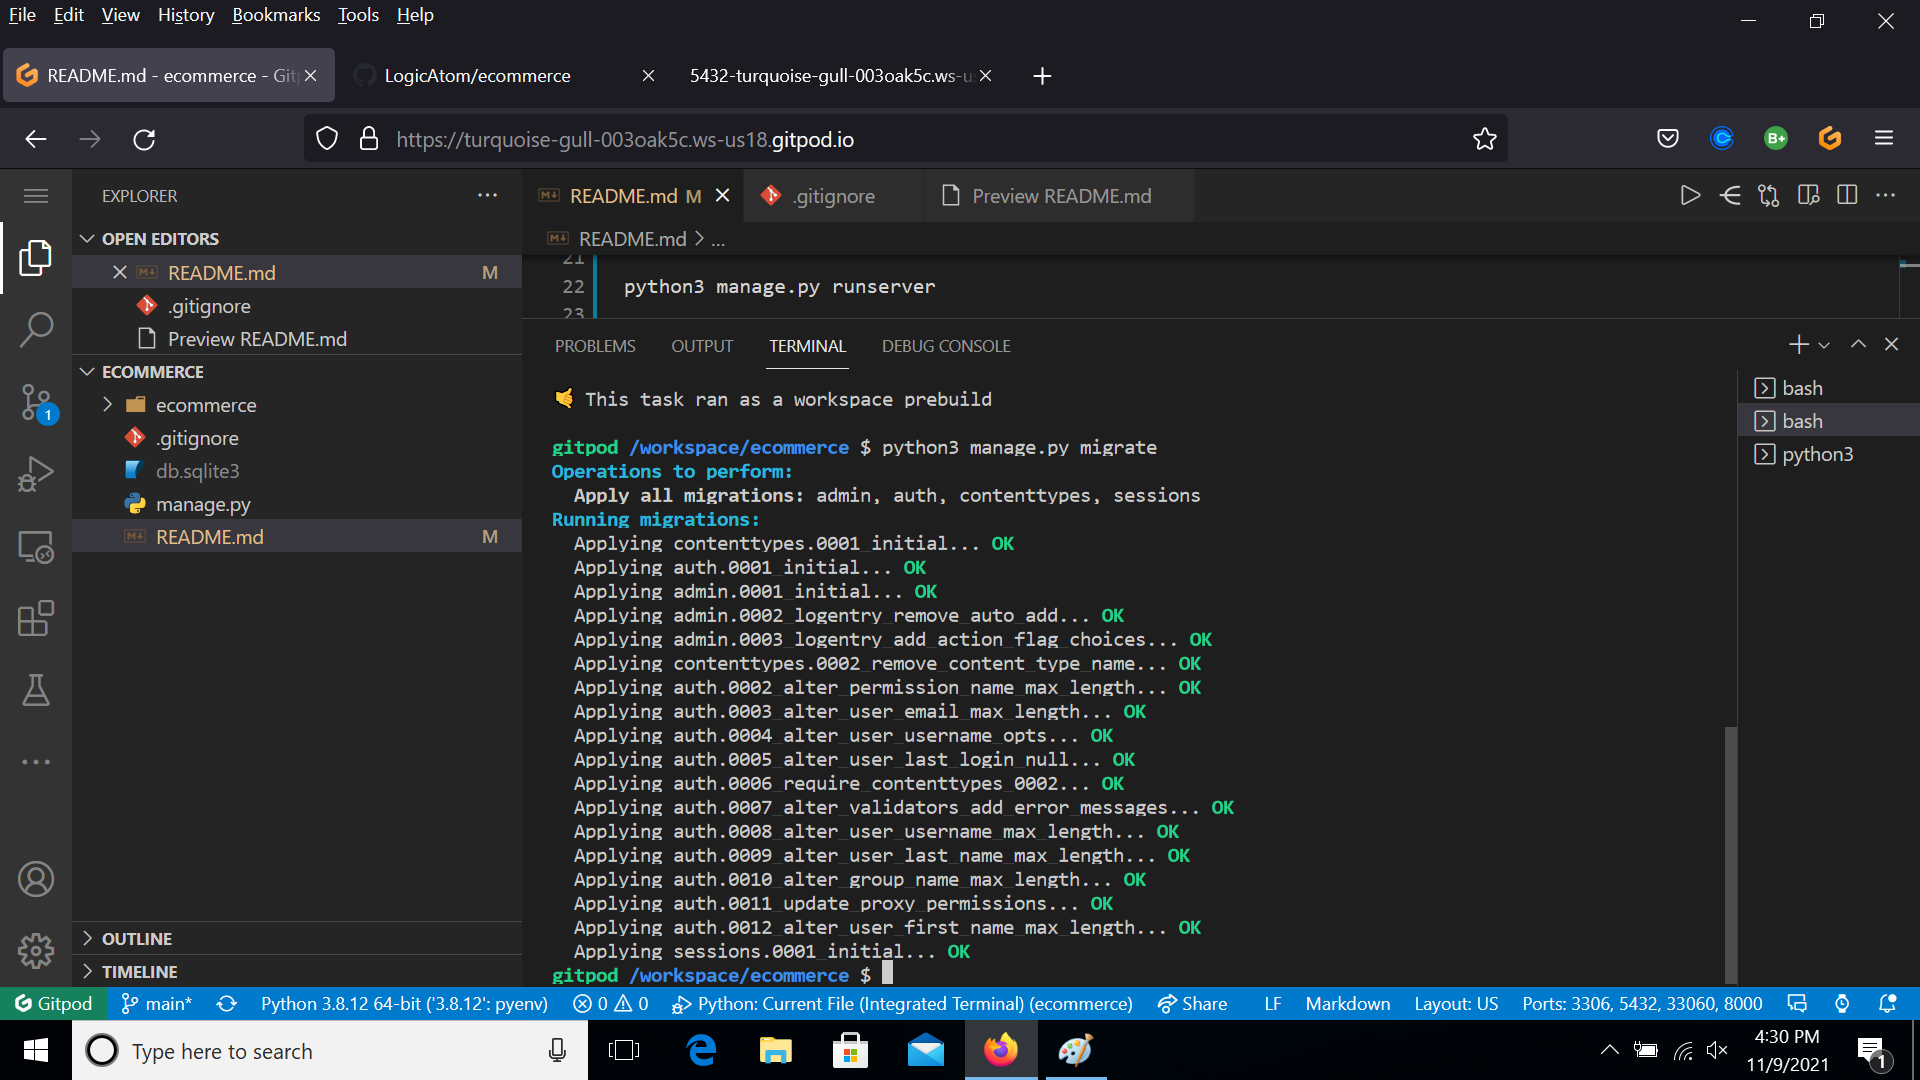 File Edit View History Bookmarks Tools Help
README.md - ecommerce - Git
LogicAtom/ecommerce
5432-turquoise-gull-003oak5c.ws-us
https://turquoise-gull-003oak5c.ws-us18.gitpod.io
B+
EXPLORER
OPEN EDITORS
README.md M
.gitignore
Preview README.md
ECOMMERCE
ecommerce
.gitignore
db.sqlite3
manage.py
README.md M
OUTLINE
TIMELINE
1
README.md M
.gitignore
Preview README.md
README.md > ...
21
22 python3 manage.py runserver
23
PROBLEMS OUTPUT TERMINAL DEBUG CONSOLE
bash
bash
python3
🤙 This task ran as a workspace prebuild
gitpod /workspace/ecommerce $ python3 manage.py migrate
Operations to perform:
Apply all migrations: admin, auth, contenttypes, sessions
Running migrations:
Applying contenttypes.0001_initial... OK
Applying auth.0001_initial... OK
Applying admin.0001_initial... OK
Applying admin.0002_logentry_remove_auto_add... OK
Applying admin.0003_logentry_add_action_flag_choices... OK
Applying contenttypes.0002_remove_content_type_name... OK
Applying auth.0002_alter_permission_name_max_length... OK
Applying auth.0003_alter_user_email_max_length... OK
Applying auth.0004_alter_user_username_opts... OK
Applying auth.0005_alter_user_last_login_null... OK
Applying auth.0006_require_contenttypes_0002... OK
Applying auth.0007_alter_validators_add_error_messages... OK
Applying auth.0008_alter_user_username_max_length... OK
Applying auth.0009_alter_user_last_name_max_length... OK
Applying auth.0010_alter_group_name_max_length... OK
Applying auth.0011_update_proxy_permissions... OK
Applying auth.0012_alter_user_first_name_max_length... OK
Applying sessions.0001_initial... OK
gitpod /workspace/ecommerce $
Gitpod main* Python 3.8.12 64-bit ('3.8.12': pyenv) 0 0 Python: Current File (Integrated Terminal) (ecommerce) Share LF Markdown Layout: US Ports: 3306, 5432, 33060, 8000
Type here to search
4:30 PM
11/9/2021
1